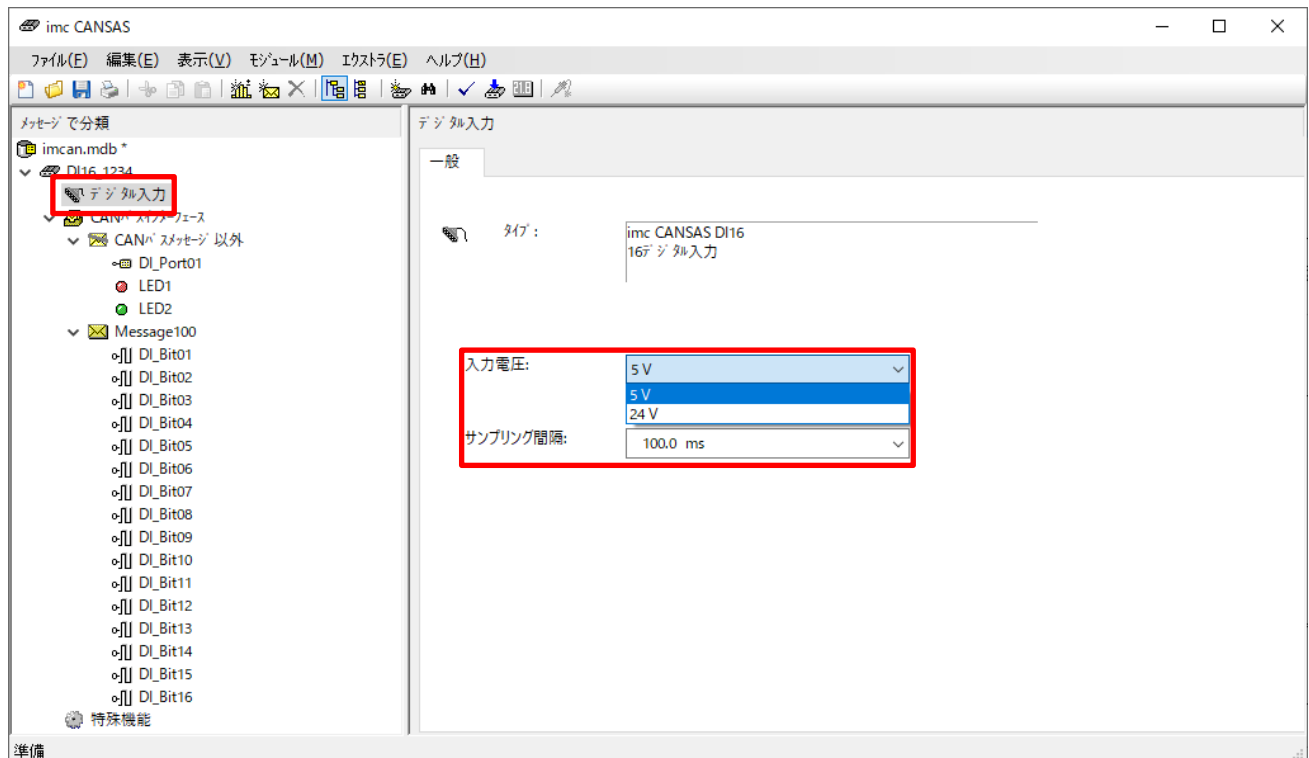 imc CANSAS
ファイル(F) 編集(E) 表示(V) モジュール(M) エクストラ(E) ヘルプ(H)
メッセージで分類
imcan.mdb *
DI16_1234
デジタル入力
CANバスインターフェース
CANバスメッセージ以外
DI_Port01
LED1
LED2
Message100
DI_Bit01
DI_Bit02
DI_Bit03
DI_Bit04
DI_Bit05
DI_Bit06
DI_Bit07
DI_Bit08
DI_Bit09
DI_Bit10
DI_Bit11
DI_Bit12
DI_Bit13
DI_Bit14
DI_Bit15
DI_Bit16
特殊機能
デジタル入力
一般
タイプ:
imc CANSAS DI16
16デジタル入力
入力電圧:
5 V
5 V
24 V
サンプリング間隔:
100.0 ms
準備